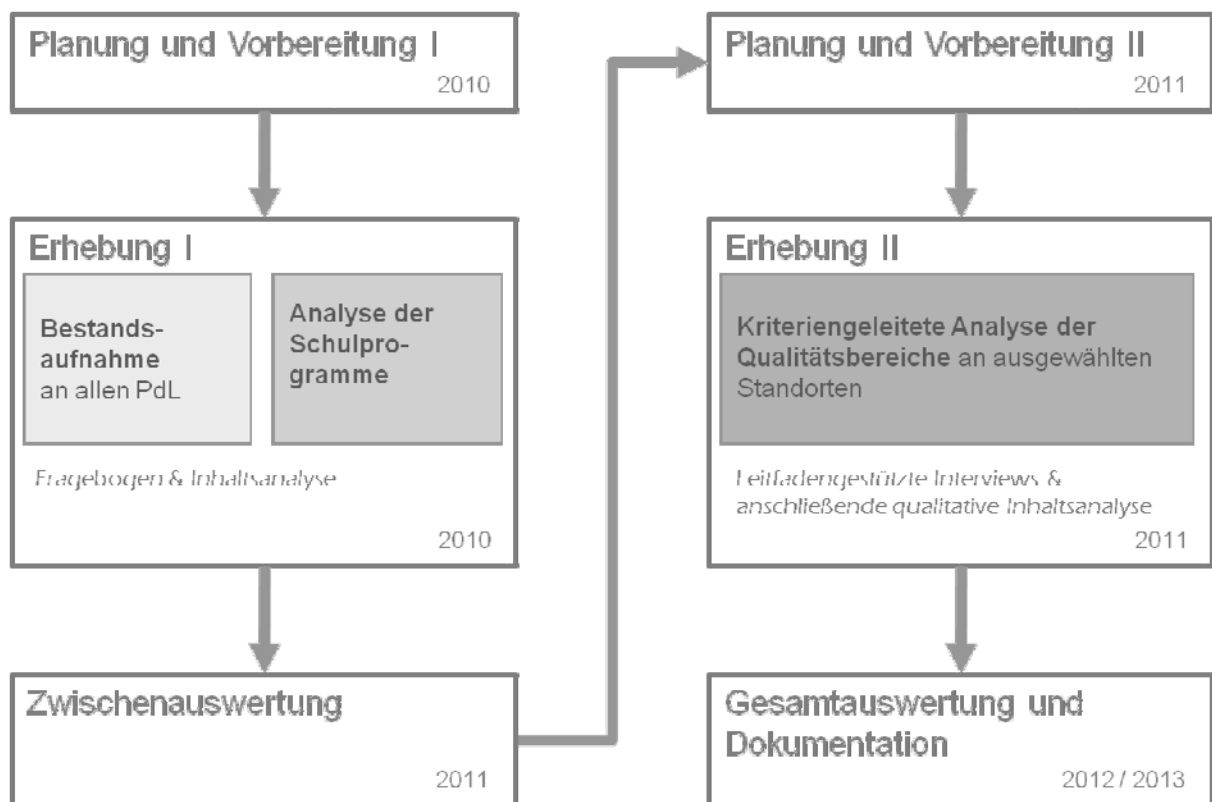 Planung und Vorbereitung I
2010
Erhebung I
Bestands-
aufnahme
an allen PdL
Analyse der
Schulpro-
gramme
Fragebogen & Inhaltsanalyse
2010
Zwischenauswertung
2011
Planung und Vorbereitung II
2011
Erhebung II
Kriteriengeleitete Analyse der
Qualitätsbereiche an ausgewählten
Standorten
Leitfadengestützte Interviews &
anschließende qualitative Inhaltsanalyse
2011
Gesamtauswertung und
Dokumentation
2012 / 2013